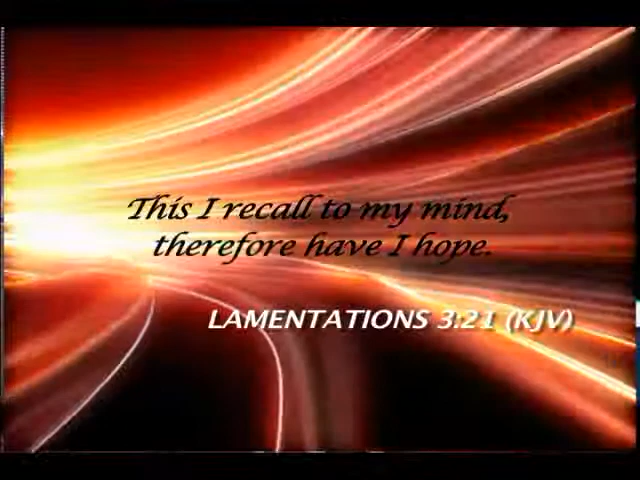 This I recall to my mind,
therefore have I hope.
LAMENTATIONS 3:21 (KJV)